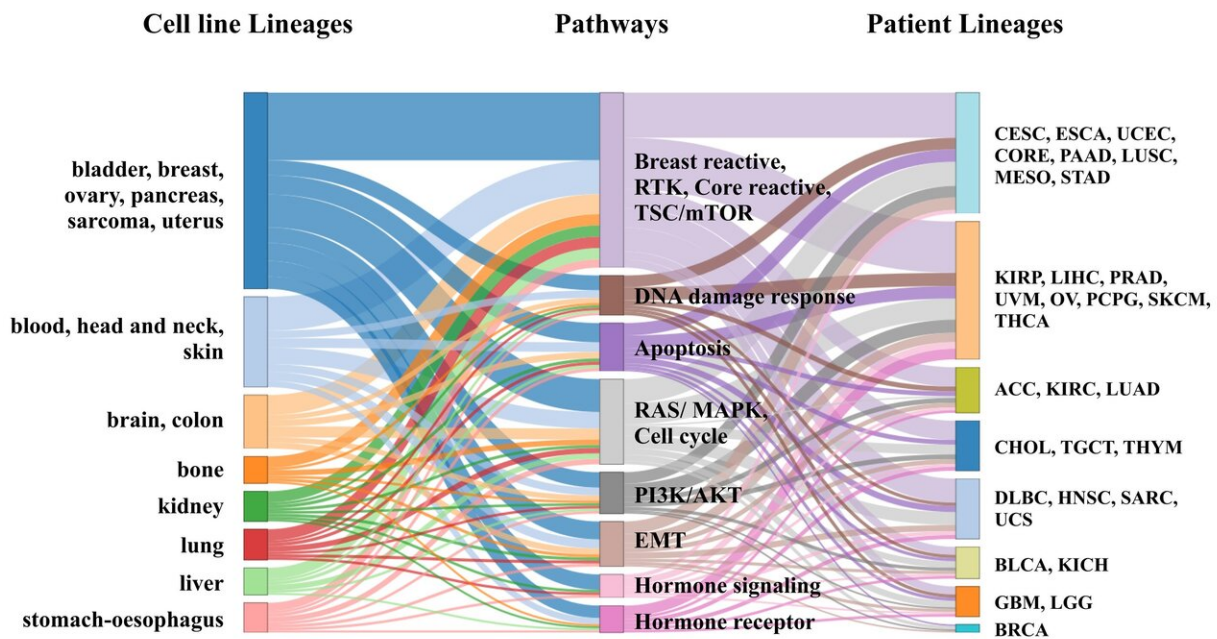 Cell line Lineages
Pathways
Patient Lineages
bladder, breast,
ovary, pancreas,
sarcoma, uterus
blood, head and neck,
skin
brain, colon
bone
kidney
lung
liver
stomach-oesophagus
Breast reactive,
RTK, Core reactive,
TSC/mTOR
DNA damage response
Apoptosis
RAS/ MAPK,
Cell cycle
PI3K/AKT
EMT
Hormone signaling
Hormone receptor
CESC, ESCA, UCEC,
CORE, PAAD, LUSC,
MESO, STAD
KIRP, LIHC, PRAD,
UVM, OV, PCPG, SKCM,
THCA
ACC, KIRC, LUAD
CHOL, TGCT, THYM
DLBC, HNSC, SARC,
UCS
BLCA, KICH
GBM, LGG
BRCA